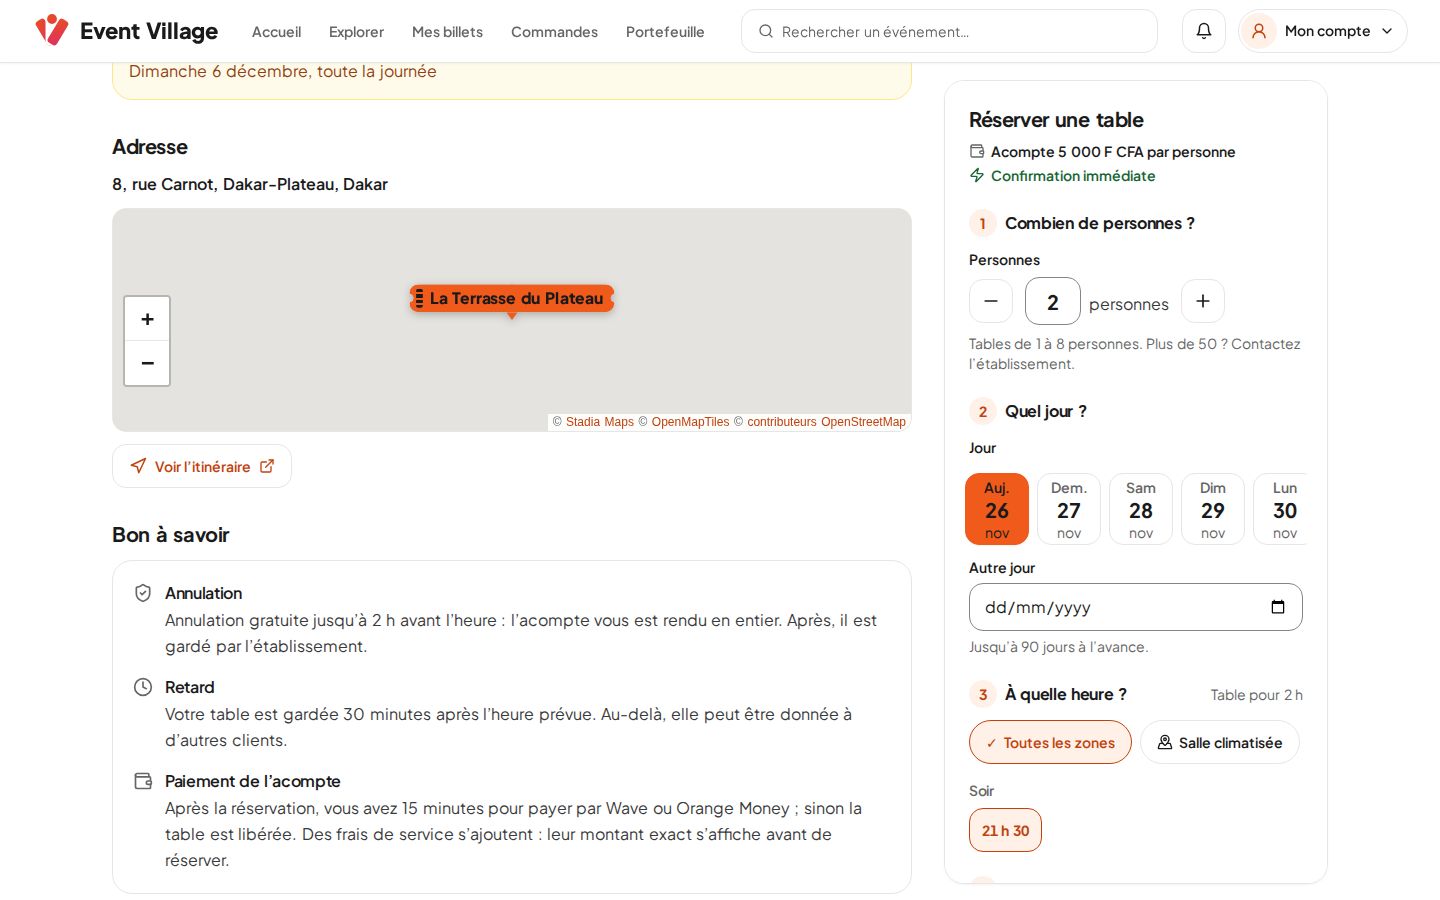 Event Village
Accueil
Explorer
Mes billets
Commandes
Portefeuille
Rechercher un événement…
Mon compte
Dimanche 6 décembre, toute la journée
Adresse
8, rue Carnot, Dakar-Plateau, Dakar
La Terrasse du Plateau
+
−
© Stadia Maps © OpenMapTiles © contributeurs OpenStreetMap
Voir l’itinéraire
Bon à savoir
Annulation
Annulation gratuite jusqu’à 2 h avant l’heure : l’acompte vous est rendu en entier. Après, il est
gardé par l’établissement.
Retard
Votre table est gardée 30 minutes après l’heure prévue. Au-delà, elle peut être donnée à
d’autres clients.
Paiement de l’acompte
Après la réservation, vous avez 15 minutes pour payer par Wave ou Orange Money ; sinon la
table est libérée. Des frais de service s’ajoutent : leur montant exact s’affiche avant de
réserver.
Réserver une table
Acompte 5 000 F CFA par personne
Confirmation immédiate
1 Combien de personnes ?
Personnes
− 2 personnes +
Tables de 1 à 8 personnes. Plus de 50 ? Contactez
l’établissement.
2 Quel jour ?
Jour
Auj. Dem. Sam Dim Lun
26 27 28 29 30
nov nov nov nov nov
Autre jour
dd/mm/yyyy
Jusqu’à 90 jours à l’avance.
3 À quelle heure ? Table pour 2 h
✓ Toutes les zones Salle climatisée
Soir
21 h 30